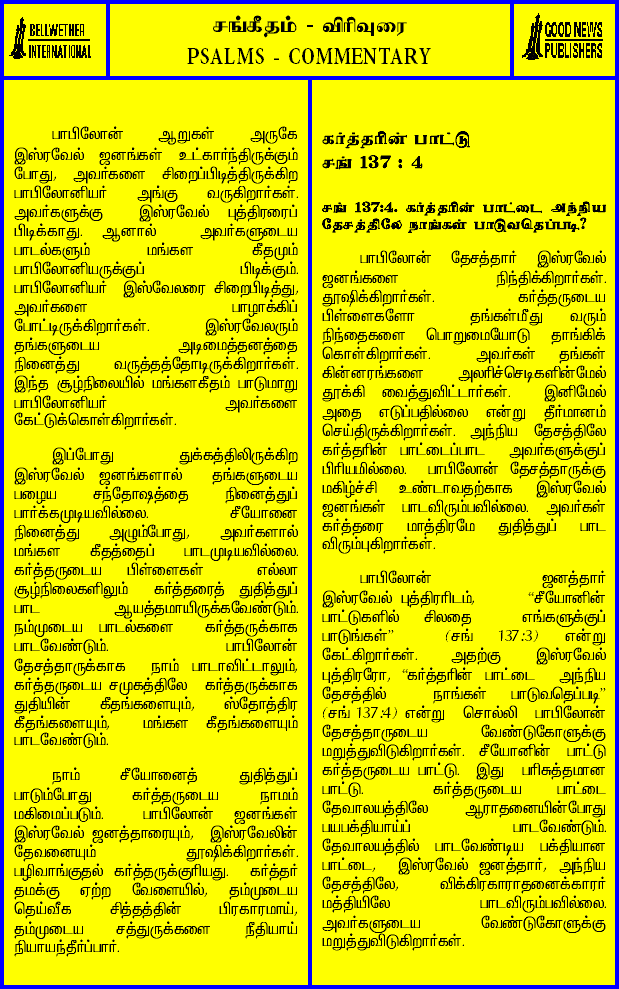 BELLWETHER
INTERNATIONAL
சங்கீதம் - விரிவுரை
PSALMS - COMMENTARY
GOOD NEWS
PUBLISHERS
பாபிலோன் ஆறுகள் அருகே
இஸ்ரவேல் ஜனங்கள் உட்கார்ந்திருக்கும்
போது, அவர்களை சிறைப்பிடித்திருக்கிற
பாபிலோனியர் அங்கு வருகிறார்கள்.
அவர்களுக்கு இஸ்ரவேல் புத்திரரைப்
பிடிக்காது. ஆனால் அவர்களுடைய
பாடல்களும் மங்கள கீதமும்
பாபிலோனியருக்குப் பிடிக்கும்.
பாபிலோனியர் இஸ்வேலரை சிறைபிடித்து,
அவர்களை பாழாக்கிப்
போட்டிருக்கிறார்கள். இஸ்ரவேலரும்
தங்களுடைய அடிமைத்தனத்தை
நினைத்து வருத்தத்தோடிருக்கிறார்கள்.
இந்த சூழ்நிலையில் மங்களகீதம் பாடுமாறு
பாபிலோனியர் அவர்களை
கேட்டுக்கொள்கிறார்கள்.
இப்போது துக்கத்திலிருக்கிற
இஸ்ரவேல் ஜனங்களால் தங்களுடைய
பழைய சந்தோஷத்தை நினைத்துப்
பார்க்கமுடியவில்லை. சீயோனை
நினைத்து அழும்போது, அவர்களால்
மங்கள கீதத்தைப் பாடமுடியவில்லை.
கர்த்தருடைய பிள்ளைகள் எல்லா
சூழ்நிலைகளிலும் கர்த்தரைத் துதித்துப்
பாட ஆயத்தமாயிருக்கவேண்டும்.
நம்முடைய பாடல்களை கர்த்தருக்காக
பாடவேண்டும். பாபிலோன்
தேசத்தாருக்காக நாம் பாடாவிட்டாலும்,
கர்த்தருடைய சமுகத்திலே கர்த்தருக்காக
துதியின் கீதங்களையும், ஸ்தோத்திர
கீதங்களையும், மங்கள கீதங்களையும்
பாடவேண்டும்.
நாம் சீயோனைத் துதித்துப்
பாடும்போது கர்த்தருடைய நாமம்
மகிமைப்படும். பாபிலோன் ஜனங்கள்
இஸ்ரவேல் ஜனத்தாரையும், இஸ்ரவேலின்
தேவனையும் தூஷிக்கிறார்கள்.
பழிவாங்குதல் கர்த்தருக்குரியது. கர்த்தர்
தமக்கு ஏற்ற வேளையில், தம்முடைய
தெய்வீக சித்தத்தின் பிரகாரமாய்,
தம்முடைய சத்துருக்களை நீதியாய்
நியாயந்தீர்ப்பார்.
கர்த்தரின் பாட்டு
சங் 137 : 4
சங் 137:4. கர்த்தரின் பாட்டை அந்நிய
தேசத்திலே நாங்கள் பாடுவதெப்படி?
பாபிலோன் தேசத்தார் இஸ்ரவேல்
ஜனங்களை நிந்திக்கிறார்கள்.
தூஷிக்கிறார்கள். கர்த்தருடைய
பிள்ளைகளோ தங்கள்மீது வரும்
நிந்தைகளை பொறுமையோடு தாங்கிக்
கொள்கிறார்கள். அவர்கள் தங்கள்
கின்னரங்களை அலரிச்செடிகளின்மேல்
தூக்கி வைத்துவிட்டார்கள். இனிமேல்
அதை எடுப்பதில்லை என்று தீர்மானம்
செய்திருக்கிறார்கள். அந்நிய தேசத்திலே
கர்த்தரின் பாட்டைப்பாட அவர்களுக்குப்
பிரியமில்லை. பாபிலோன் தேசத்தாருக்கு
மகிழ்ச்சி உண்டாவதற்காக இஸ்ரவேல்
ஜனங்கள் பாடவிரும்பவில்லை. அவர்கள்
கர்த்தரை மாத்திரமே துதித்துப் பாட
விரும்புகிறார்கள்.
பாபிலோன் ஜனத்தார்
இஸ்ரவேல் புத்திரரிடம், “சீயோனின்
பாட்டுகளில் சிலதை எங்களுக்குப்
பாடுங்கள்” (சங் 137:3) என்று
கேட்கிறார்கள். அதற்கு இஸ்ரவேல்
புத்திரரோ, “கர்த்தரின் பாட்டை அந்நிய
தேசத்தில் நாங்கள் பாடுவதெப்படி”
(சங் 137:4) என்று சொல்லி பாபிலோன்
தேசத்தாருடைய வேண்டுகோளுக்கு
மறுத்துவிடுகிறார்கள். சீயோனின் பாட்டு
கர்த்தருடைய பாட்டு. இது பரிசுத்தமான
பாட்டு. கர்த்தருடைய பாட்டை
தேவாலயத்திலே ஆராதனையின்போது
பயபக்தியாய்ப் பாடவேண்டும்.
தேவாலயத்தில் பாடவேண்டிய பக்தியான
பாட்டை, இஸ்ரவேல் ஜனத்தார், அந்நிய
தேசத்திலே, விக்கிரகாராதனைக்காரர்
மத்தியிலே பாடவிரும்பவில்லை.
அவர்களுடைய வேண்டுகோளுக்கு
மறுத்துவிடுகிறார்கள்.